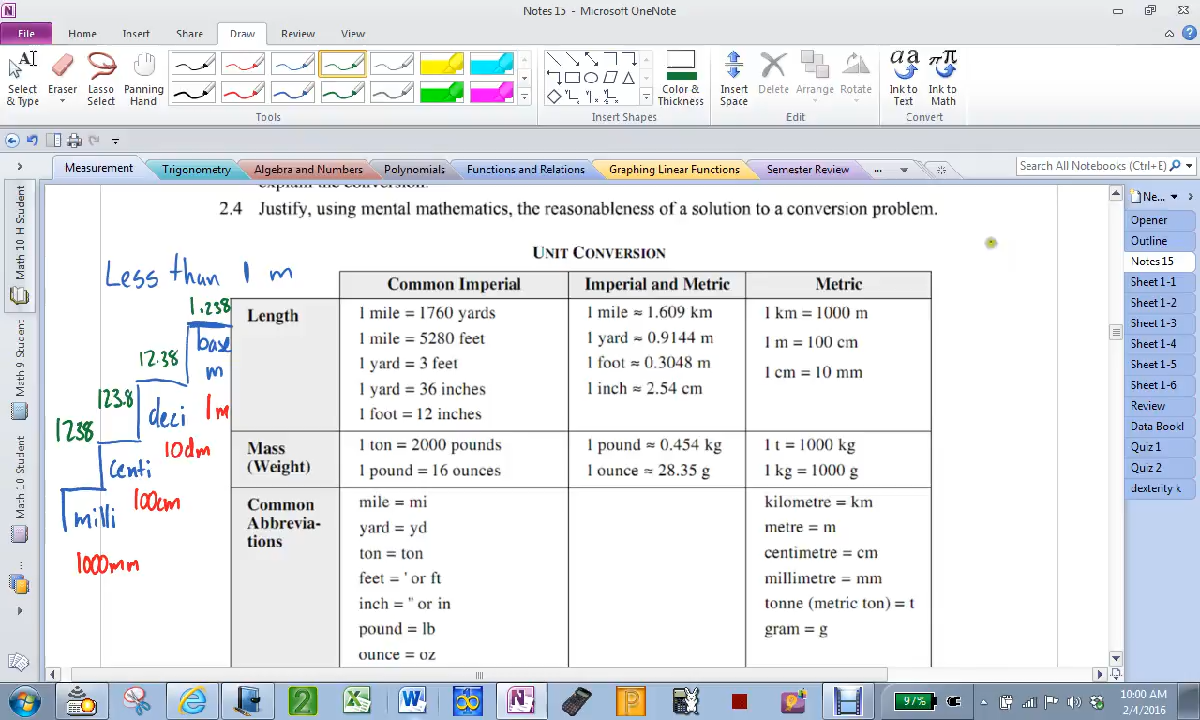 Notes 15 - Microsoft OneNote
File Home Insert Share Draw Review View
Select & Type
Eraser
Lasso Select
Panning Hand
Color & Thickness
Insert Space
Delete
Arrange
Rotate
Ink to Text
Ink to Math
Tools
Insert Shapes
Edit
Convert
Measurement Trigonometry Algebra and Numbers Polynomials Functions and Relations Graphing Linear Functions Semester Review ...
Search All Notebooks (Ctrl+E)
Math 10 H Student
Math 9 Student
Math -0 Student
explain the conversion.
2.4 Justify, using mental mathematics, the reasonableness of a solution to a conversion problem.
UNIT CONVERSION
Less than 1 m
1.238
base
m
1m
12.38
deci
10dm
123.8
centi
100cm
1238
milli
1000mm
Common Imperial Imperial and Metric Metric
Length
1 mile = 1760 yards
1 mile = 5280 feet
1 yard = 3 feet
1 yard = 36 inches
1 foot = 12 inches
1 mile ≈ 1.609 km
1 yard ≈ 0.9144 m
1 foot ≈ 0.3048 m
1 inch ≈ 2.54 cm
1 km = 1000 m
1 m = 100 cm
1 cm = 10 mm
Mass (Weight)
1 ton = 2000 pounds
1 pound = 16 ounces
1 pound ≈ 0.454 kg
1 ounce ≈ 28.35 g
1 t = 1000 kg
1 kg = 1000 g
Common
Abbrevia-
tions
mile = mi
yard = yd
ton = ton
feet = ' or ft
inch = " or in
pound = lb
ounce = oz
kilometre = km
metre = m
centimetre = cm
millimetre = mm
tonne (metric ton) = t
gram = g
Ne...
Opener
Outline
Notes 15
Sheet 1-1
Sheet 1-2
Sheet 1-3
Sheet 1-4
Sheet 1-5
Sheet 1-6
Review
Data Bookl
Quiz 1
Quiz 2
dexterity k
97%
10:00 AM
2/4/2016